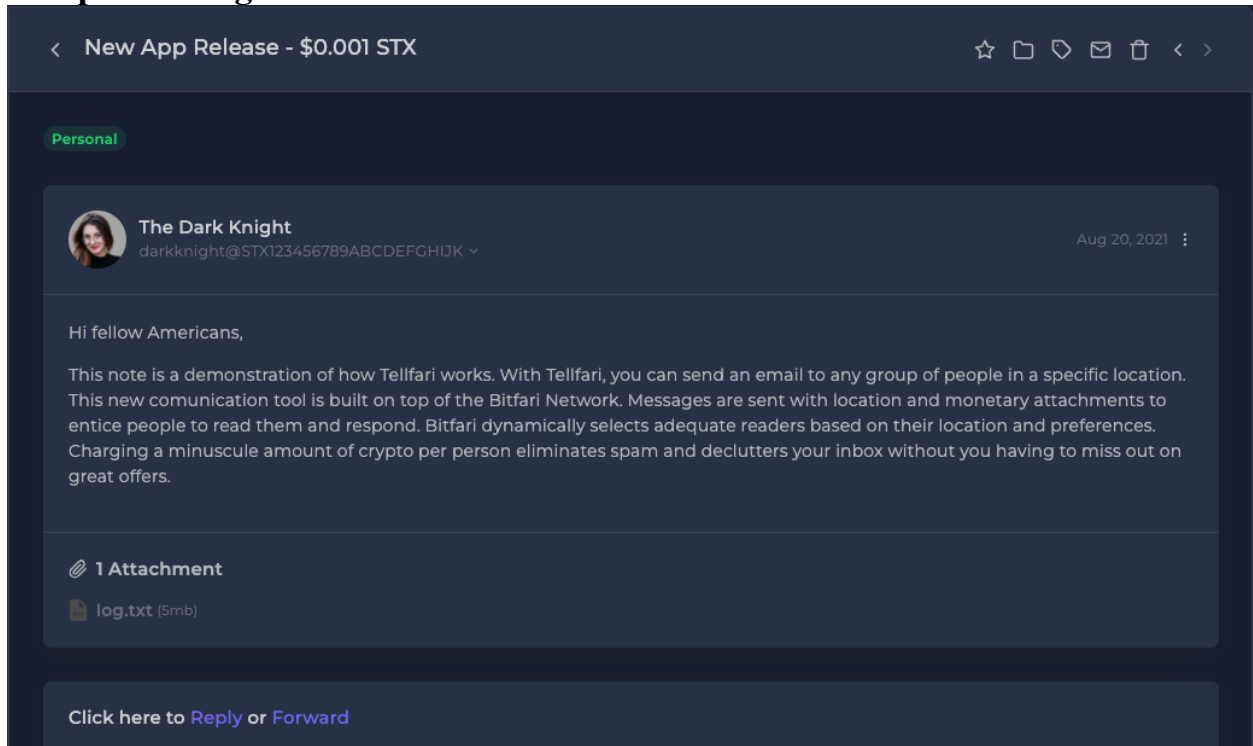 New App Release - $0.001 STX
Personal
The Dark Knight
darkknight@STX123456789ABCDEFGHIJK
Aug 20, 2021
Hi fellow Americans,
This note is a demonstration of how Tellfari works. With Tellfari, you can send an email to any group of people in a specific location.
This new comunication tool is built on top of the Bitfari Network. Messages are sent with location and monetary attachments to
entice people to read them and respond. Bitfari dynamically selects adequate readers based on their location and preferences.
Charging a minuscule amount of crypto per person eliminates spam and declutters your inbox without you having to miss out on
great offers.
1 Attachment
log.txt (5mb)
Click here to Reply or Forward